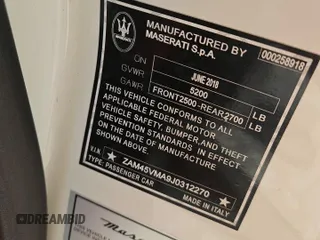 MANUFACTURED BY
MASERATI S.p.A.
000258918
ON JUNE 2018
GVWR 5200 LB
GAWR FRONT2500 -REAR2700 LB
THIS VEHICLE CONFORMS TO ALL
APPLICABLE FEDERAL MOTOR
VEHICLE SAFETY, BUMPER, AND THEFT
PREVENTION STANDARDS IN EFFECT
ON THE DATE OF MANUFACTURE
SHOWN ABOVE.
V.I.N. ZAM45VMA9J0312270
TYPE: PASSENGER CAR
MADE IN ITALY
DREAMBID